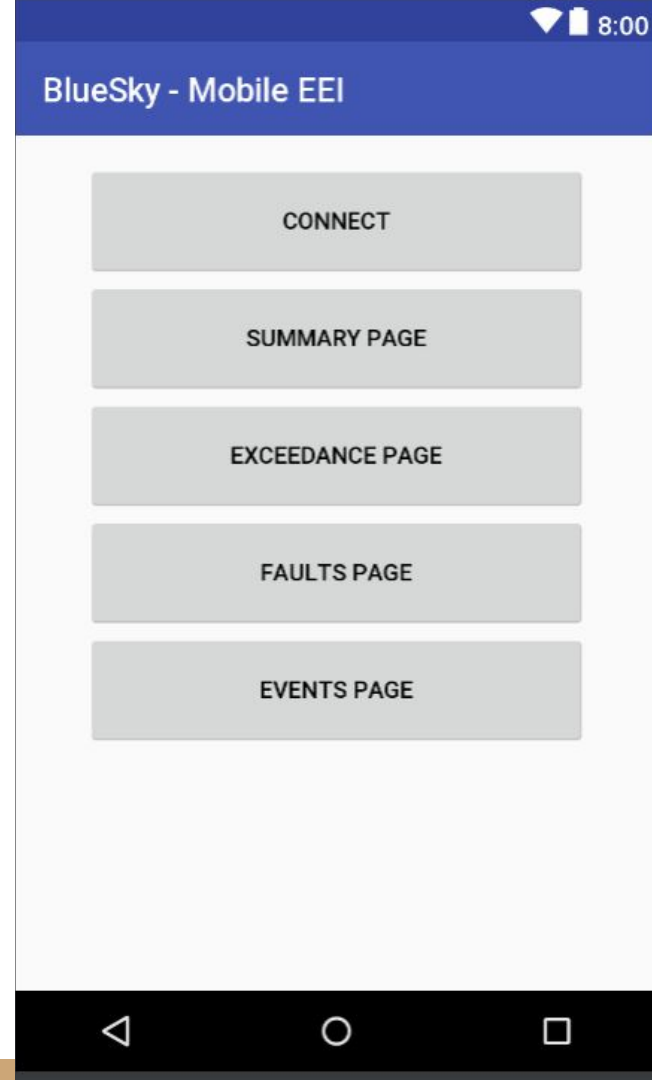 8:00
BlueSky - Mobile EEI
CONNECT
SUMMARY PAGE
EXCEEDANCE PAGE
FAULTS PAGE
EVENTS PAGE